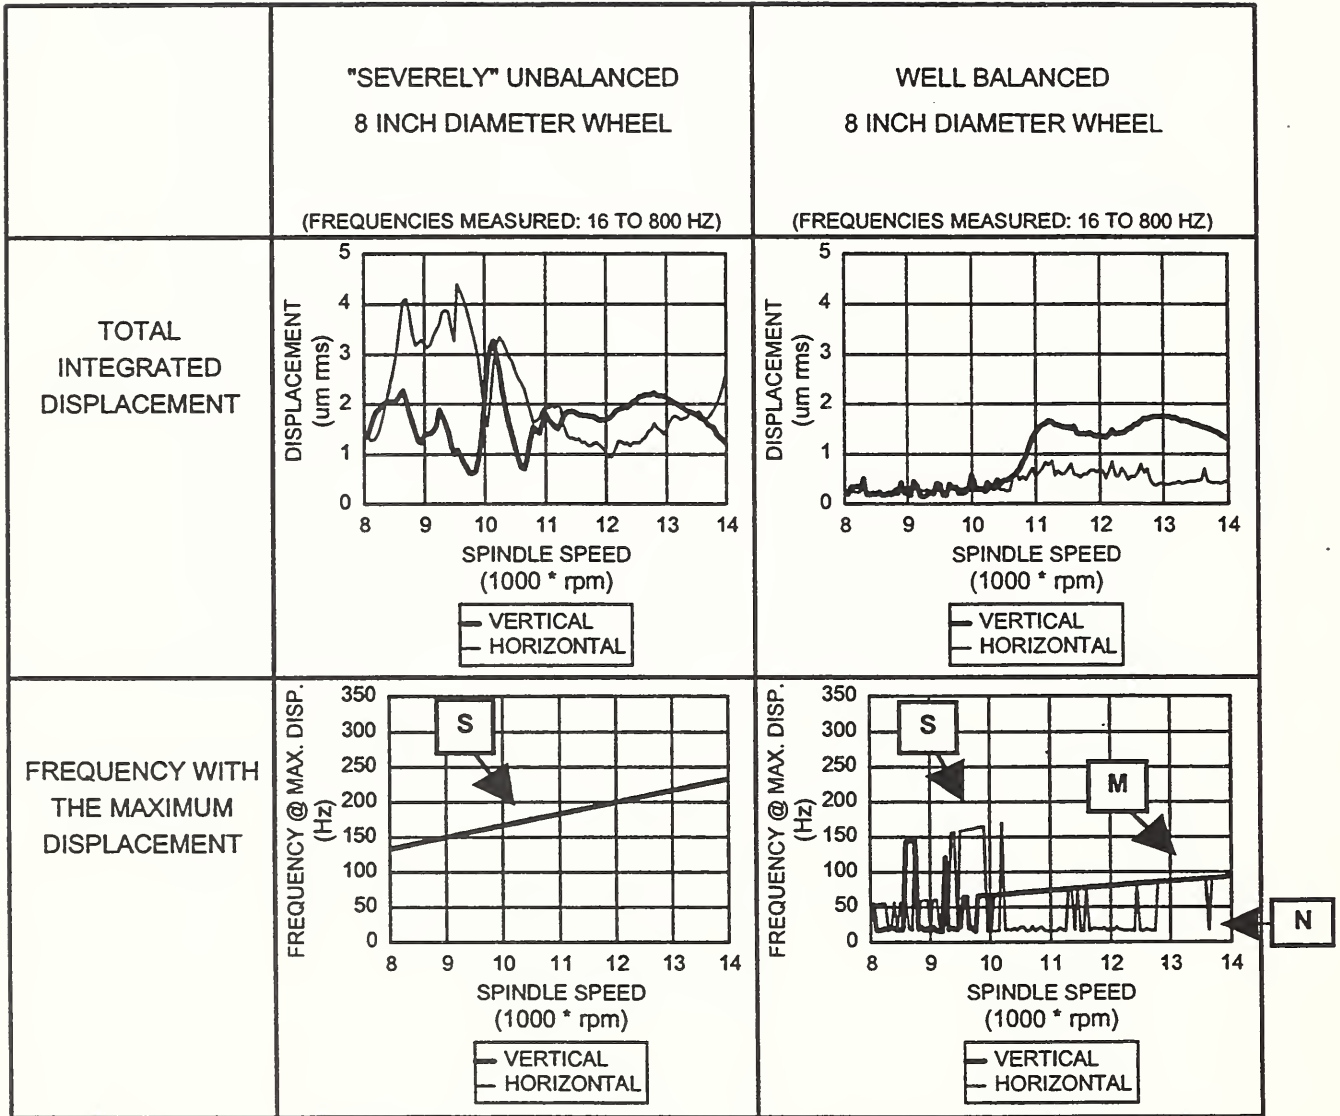 "SEVERELY" UNBALANCED
8 INCH DIAMETER WHEEL
(FREQUENCIES MEASURED: 16 TO 800 HZ)
WELL BALANCED
8 INCH DIAMETER WHEEL
(FREQUENCIES MEASURED: 16 TO 800 HZ)
TOTAL
INTEGRATED
DISPLACEMENT
DISPLACEMENT
(um rms)
5
4
3
2
1
0
8 9 10 11 12 13 14
SPINDLE SPEED
(1000 * rpm)
VERTICAL
HORIZONTAL
DISPLACEMENT
(um rms)
5
4
3
2
1
0
8 9 10 11 12 13 14
SPINDLE SPEED
(1000 * rpm)
VERTICAL
HORIZONTAL
FREQUENCY WITH
THE MAXIMUM
DISPLACEMENT
FREQUENCY @ MAX. DISP.
(Hz)
350
300
250
200
150
100
50
0
S
8 9 10 11 12 13 14
SPINDLE SPEED
(1000 * rpm)
VERTICAL
HORIZONTAL
FREQUENCY @ MAX. DISP.
(Hz)
350
300
250
200
150
100
50
0
S
M
N
8 9 10 11 12 13 14
SPINDLE SPEED
(1000 * rpm)
VERTICAL
HORIZONTAL